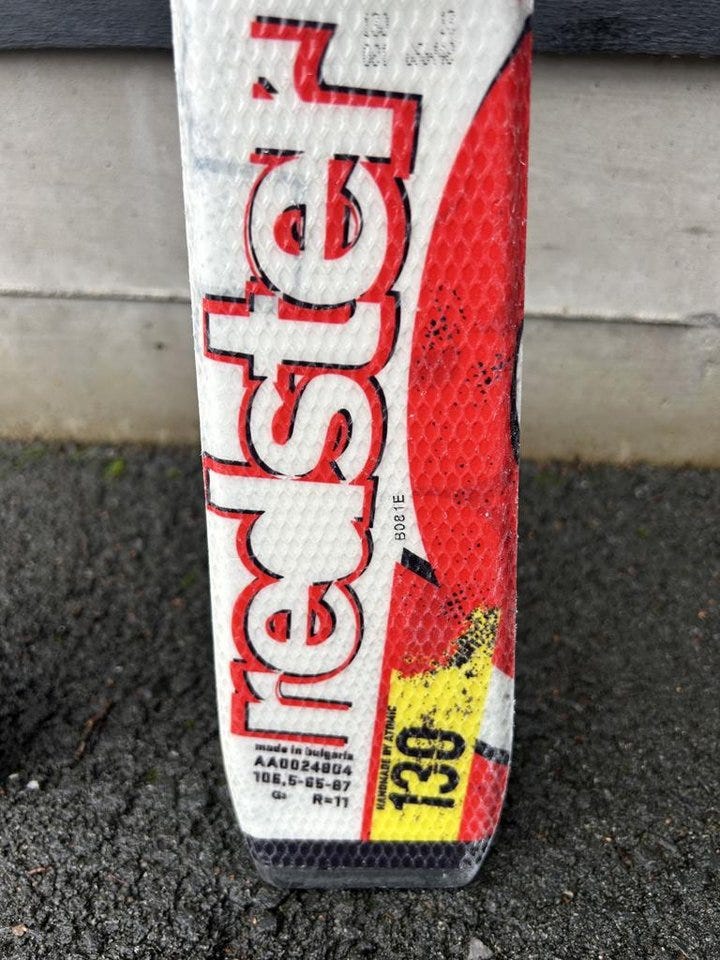 redster
B081E
made in bulgaria
AA0024804
106,5-65-87
R=11
HANDMADE BY ATOMIC
130